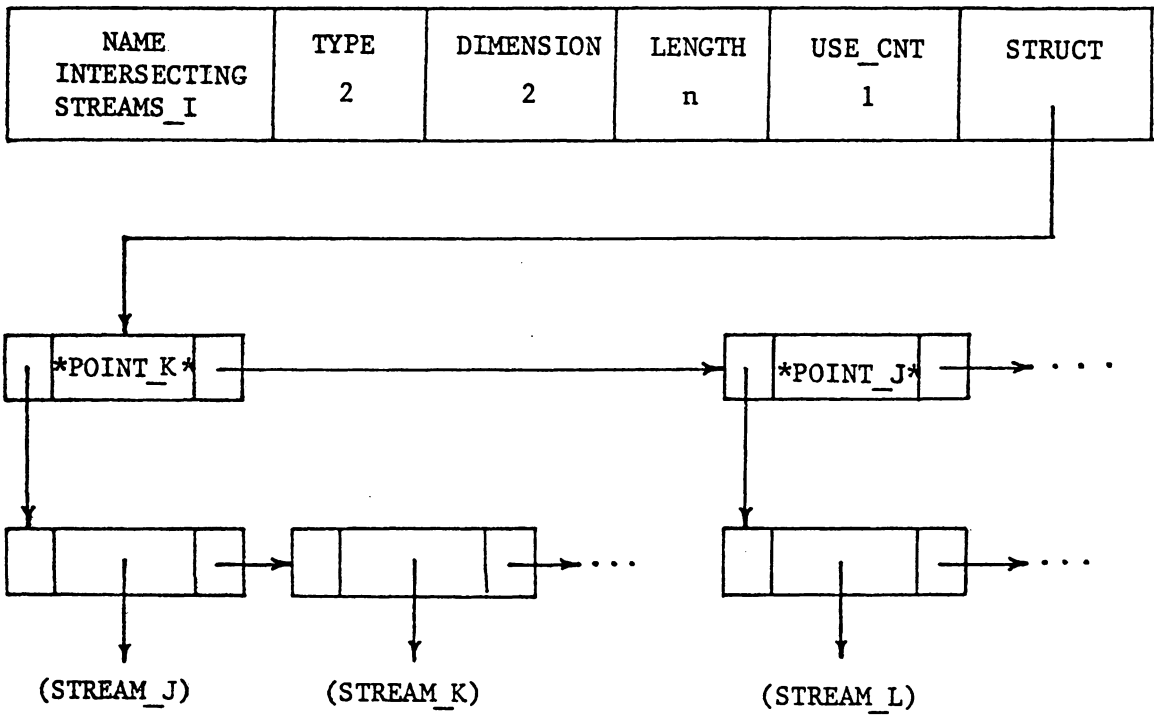 NAME TYPE DIMENSION LENGTH USE_CNT STRUCT
INTERSECTING
STREAMS_I 2 2 n 1
*POINT_K* *POINT_J* . . .
. . . . . .
(STREAM_J) (STREAM_K) (STREAM_L)